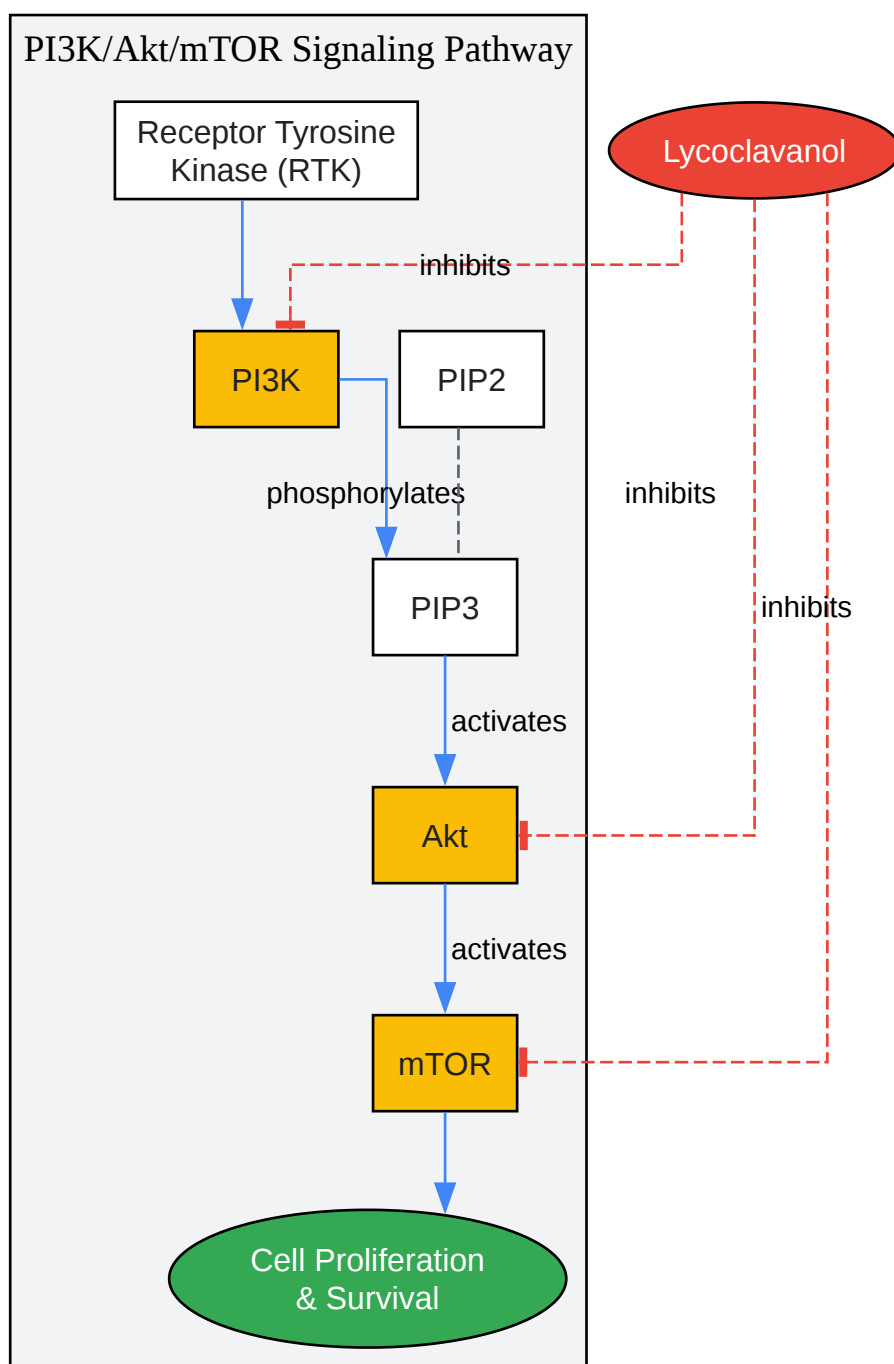 PI3K/Akt/mTOR Signaling Pathway
Receptor Tyrosine
Kinase (RTK)
Lycoclavanol
inhibits
PI3K
PIP2
phosphorylates
inhibits
PIP3
inhibits
activates
Akt
activates
mTOR
Cell Proliferation
& Survival